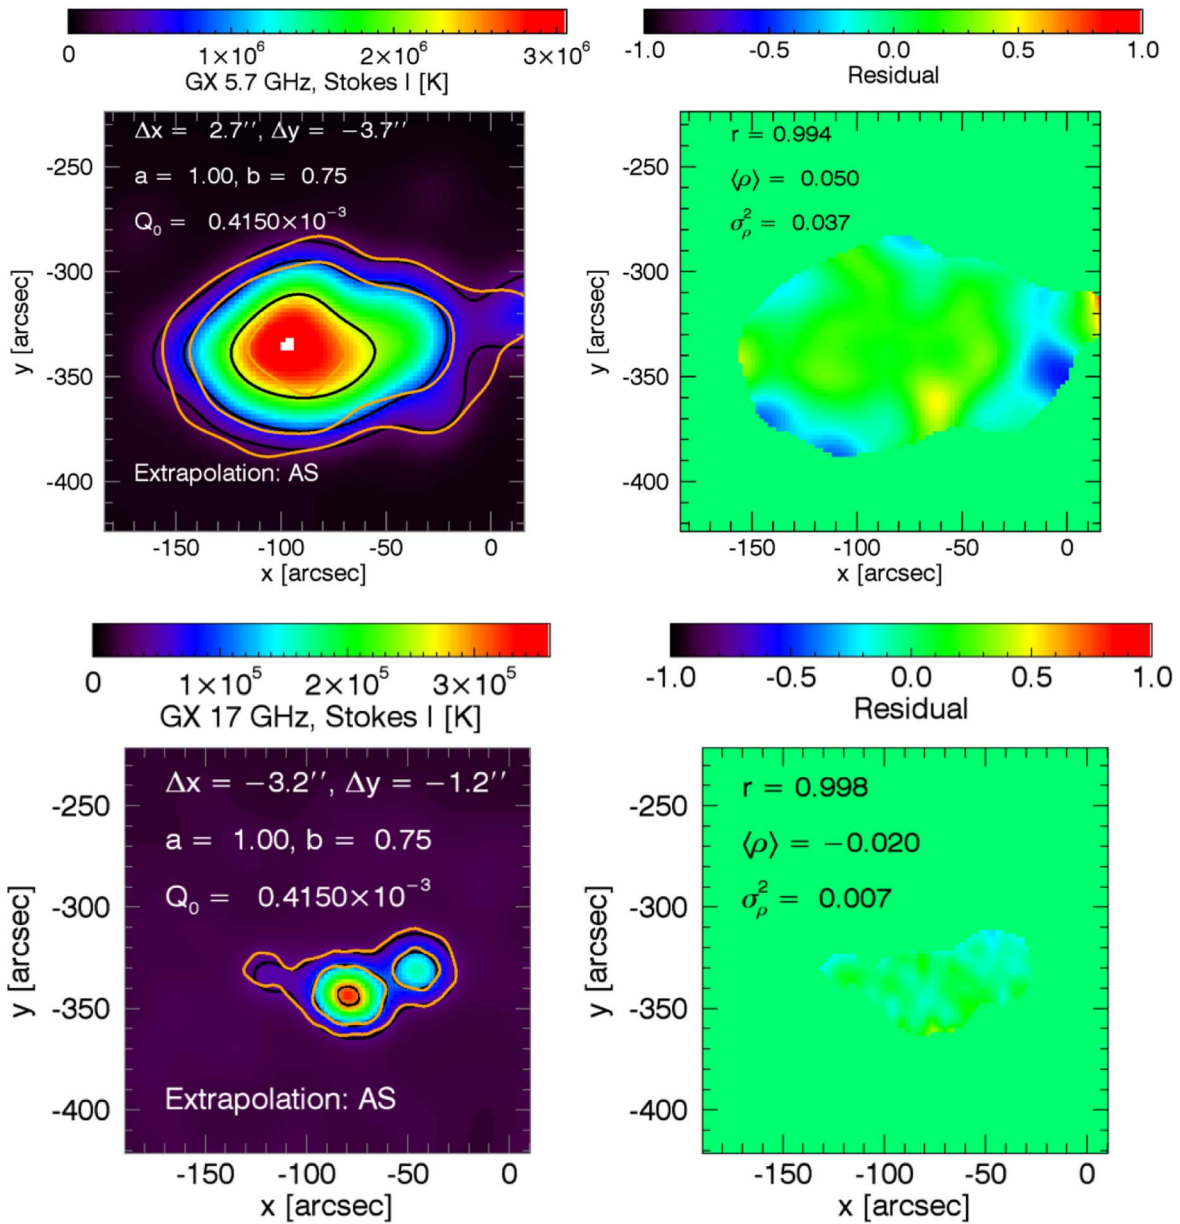 0 1×10⁶ 2×10⁶ 3×10⁶
GX 5.7 GHz, Stokes I [K]
-1.0 -0.5 0.0 0.5 1.0
Residual
Δx = 2.7'', Δy = −3.7''
a = 1.00, b = 0.75
Q₀ = 0.4150×10⁻³
Extrapolation: AS
-250
-300
-350
-400
y [arcsec]
-150 -100 -50 0
x [arcsec]
r = 0.994
⟨ρ⟩ = 0.050
σ²ρ = 0.037
-250
-300
-350
-400
y [arcsec]
-150 -100 -50 0
x [arcsec]
0 1×10⁵ 2×10⁵ 3×10⁵
GX 17 GHz, Stokes I [K]
-1.0 -0.5 0.0 0.5 1.0
Residual
Δx = −3.2'', Δy = −1.2''
a = 1.00, b = 0.75
Q₀ = 0.4150×10⁻³
Extrapolation: AS
-250
-300
-350
-400
y [arcsec]
-150 -100 -50 0
x [arcsec]
r = 0.998
⟨ρ⟩ = −0.020
σ²ρ = 0.007
-250
-300
-350
-400
y [arcsec]
-150 -100 -50 0
x [arcsec]